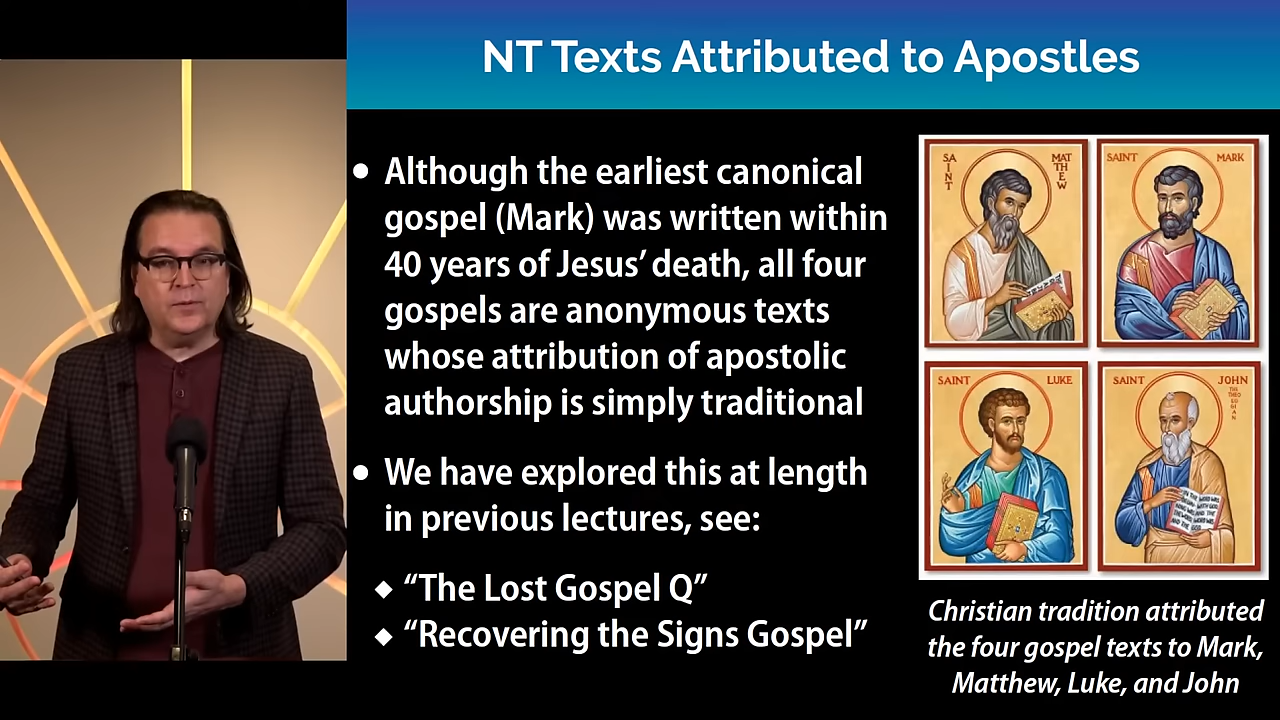 NT Texts Attributed to Apostles
• Although the earliest canonical
gospel (Mark) was written within
40 years of Jesus’ death, all four
gospels are anonymous texts
whose attribution of apostolic
authorship is simply traditional
• We have explored this at length
in previous lectures, see:
◆ “The Lost Gospel Q”
◆ “Recovering the Signs Gospel”
SAINT MATHEW
SAINT MARK
SAINT LUKE
SAINT JOHN
Christian tradition attributed
the four gospel texts to Mark,
Matthew, Luke, and John